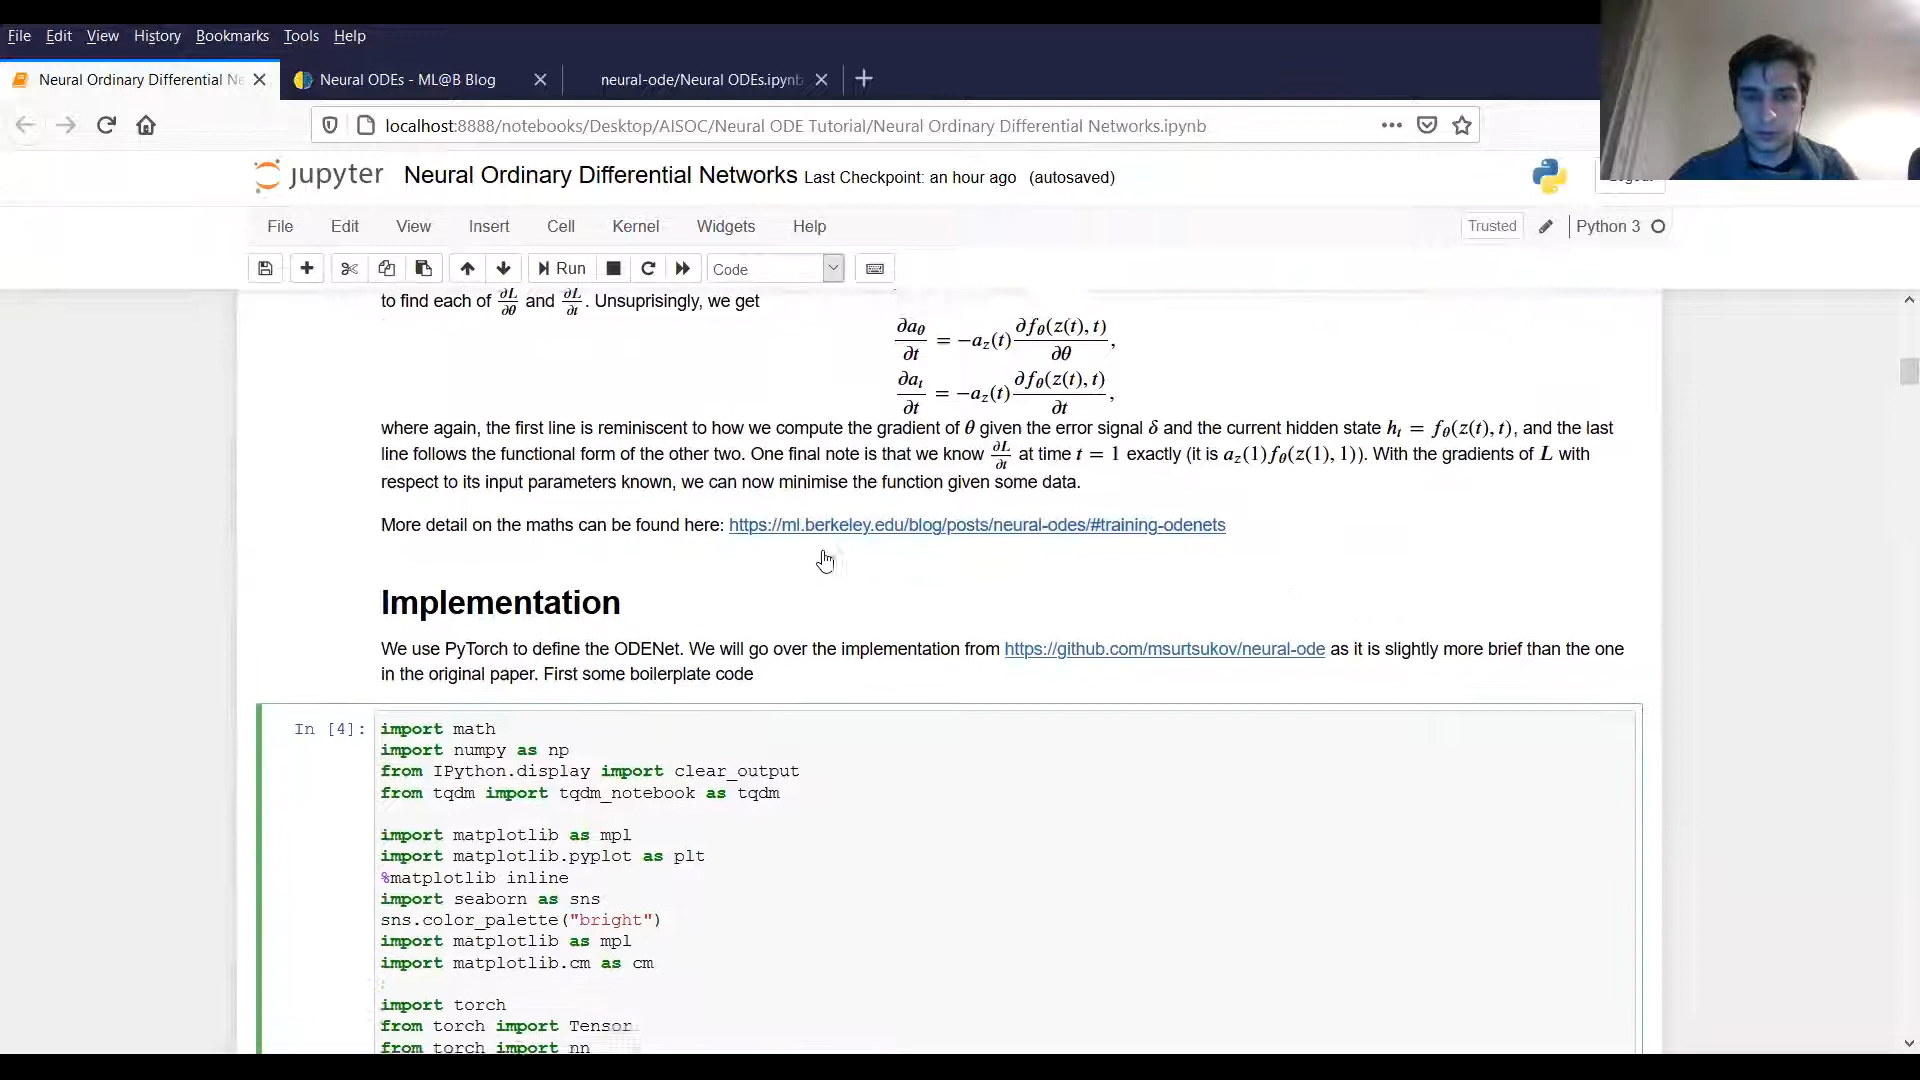 File Edit View History Bookmarks Tools Help
Neural Ordinary Differential Ne
Neural ODEs - ML@B Blog
neural-ode/Neural ODEs.ipynb
localhost:8888/notebooks/Desktop/AISOC/Neural ODE Tutorial/Neural Ordinary Differential Networks.ipynb
jupyter Neural Ordinary Differential Networks Last Checkpoint: an hour ago (autosaved)
File Edit View Insert Cell Kernel Widgets Help Trusted Python 3
Run Code
to find each of ∂L/∂θ and ∂L/∂t. Unsuprisingly, we get
∂a_θ/∂t = −a_z(t) ∂f_θ(z(t), t)/∂θ,
∂a_t/∂t = −a_z(t) ∂f_θ(z(t), t)/∂t,
where again, the first line is reminiscent to how we compute the gradient of θ given the error signal δ and the current hidden state h_t = f_θ(z(t), t), and the last
line follows the functional form of the other two. One final note is that we know ∂L/∂t at time t = 1 exactly (it is a_z(1)f_θ(z(1), 1)). With the gradients of L with
respect to its input parameters known, we can now minimise the function given some data.
More detail on the maths can be found here: https://ml.berkeley.edu/blog/posts/neural-odes/#training-odenets
Implementation
We use PyTorch to define the ODENet. We will go over the implementation from https://github.com/msurtsukov/neural-ode as it is slightly more brief than the one
in the original paper. First some boilerplate code
In [4]: import math
import numpy as np
from IPython.display import clear_output
from tqdm import tqdm_notebook as tqdm
import matplotlib as mpl
import matplotlib.pyplot as plt
%matplotlib inline
import seaborn as sns
sns.color_palette("bright")
import matplotlib as mpl
import matplotlib.cm as cm
import torch
from torch import Tensor
from torch import nn